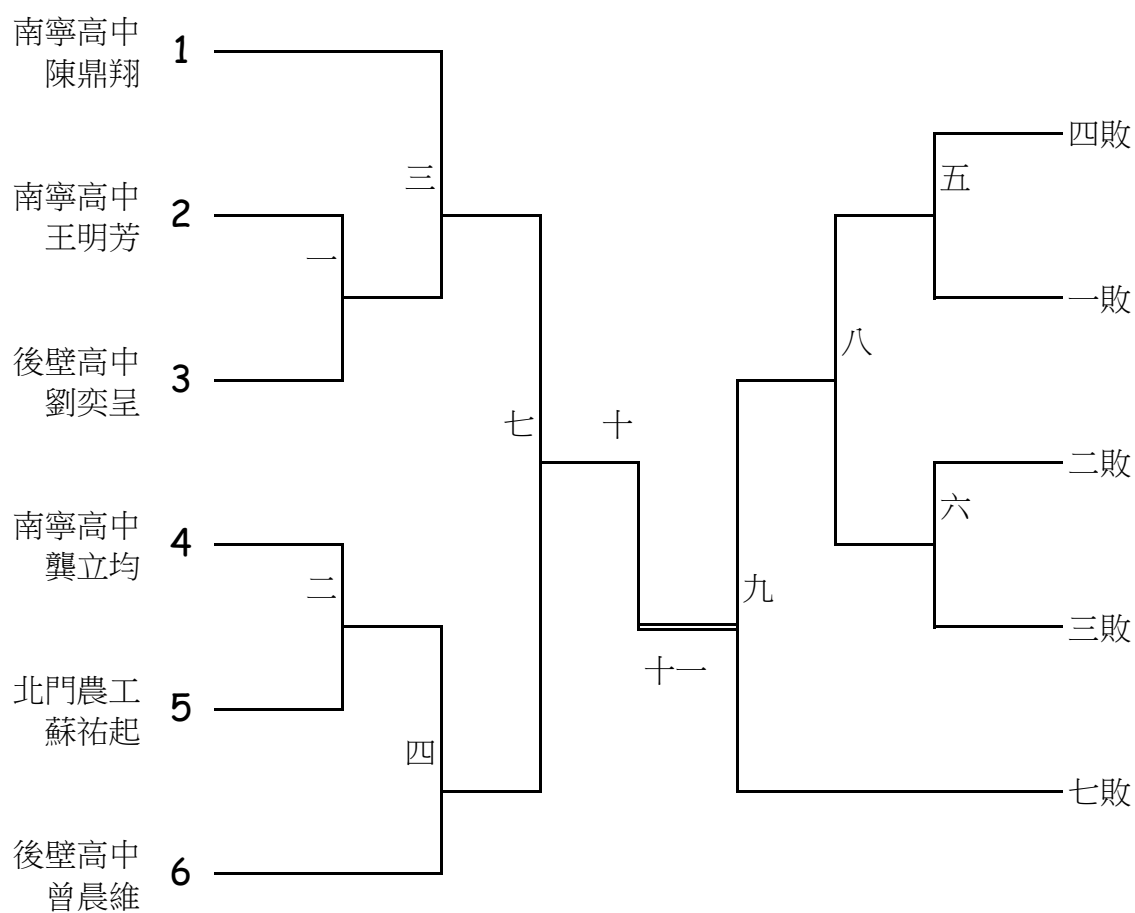 南寧高中
陳鼎翔
1
南寧高中
王明芳
2
後壁高中
劉奕呈
3
南寧高中
龔立均
4
北門農工
蘇祐起
5
後壁高中
曾晨維
6
一
二
三
四
七
十
十一
九
八
五
六
四敗
一敗
二敗
三敗
七敗